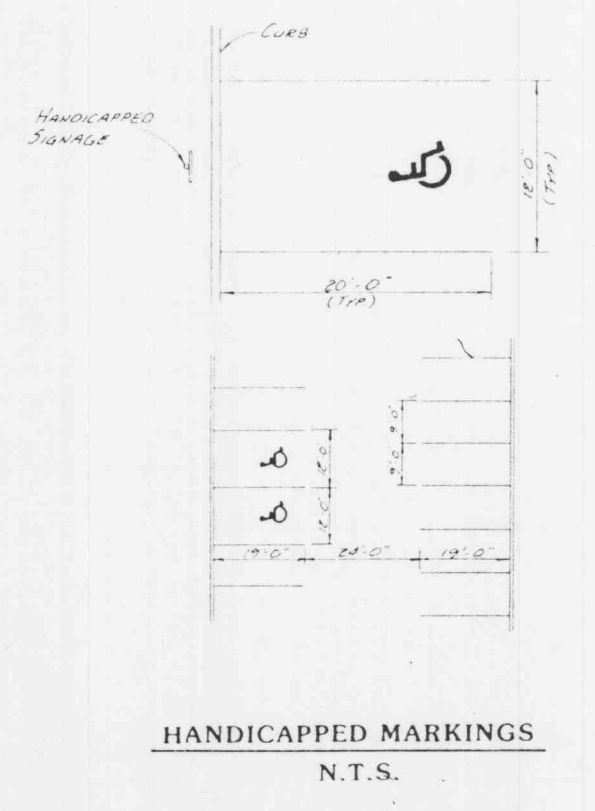 CURB
HANDICAPPED
SIGNAGE
12'-0"
(TYP)
20'-0"
(TYP)
9'-0"
9'-0"
12'-0"
12'-0"
19'-0"
24'-0"
19'-0"
HANDICAPPED MARKINGS
N.T.S.